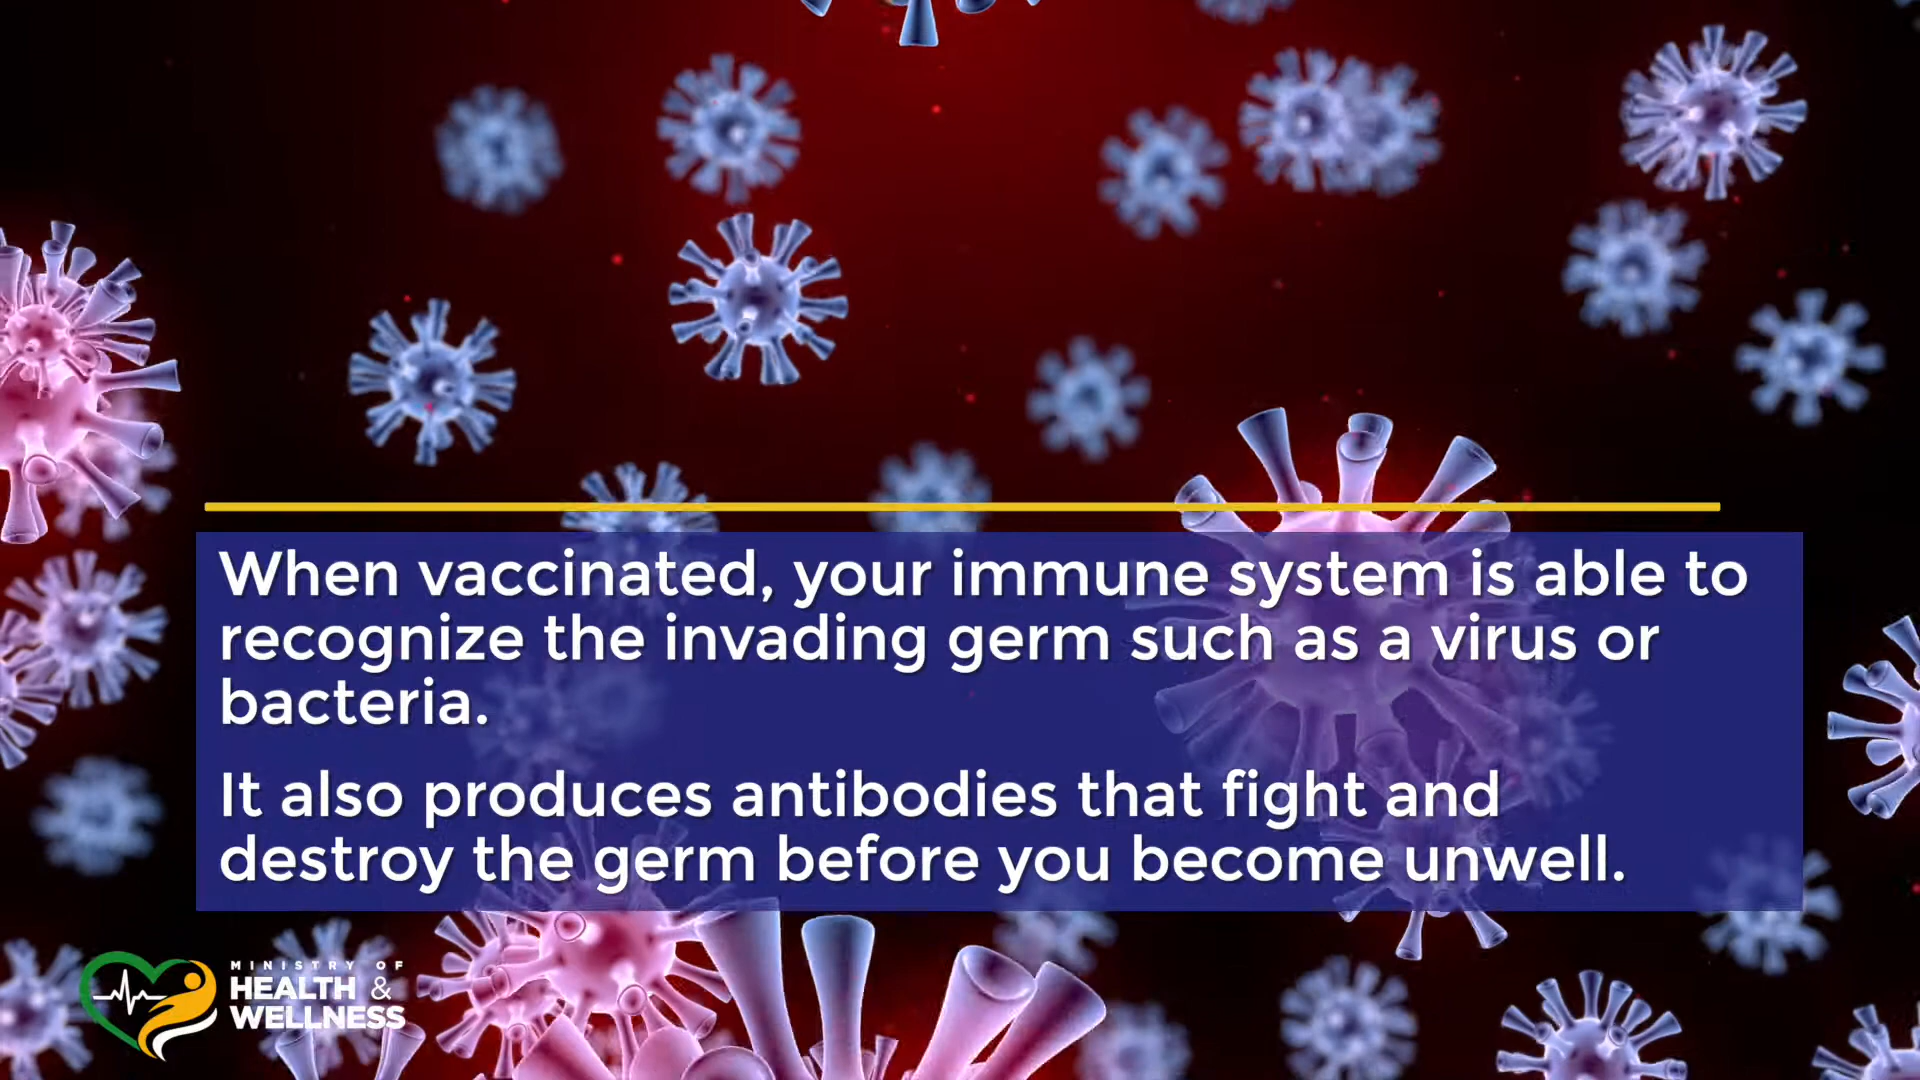 When vaccinated, your immune system is able to
recognize the invading germ such as a virus or
bacteria.
It also produces antibodies that fight and
destroy the germ before you become unwell.
MINISTRY OF
HEALTH &
WELLNESS